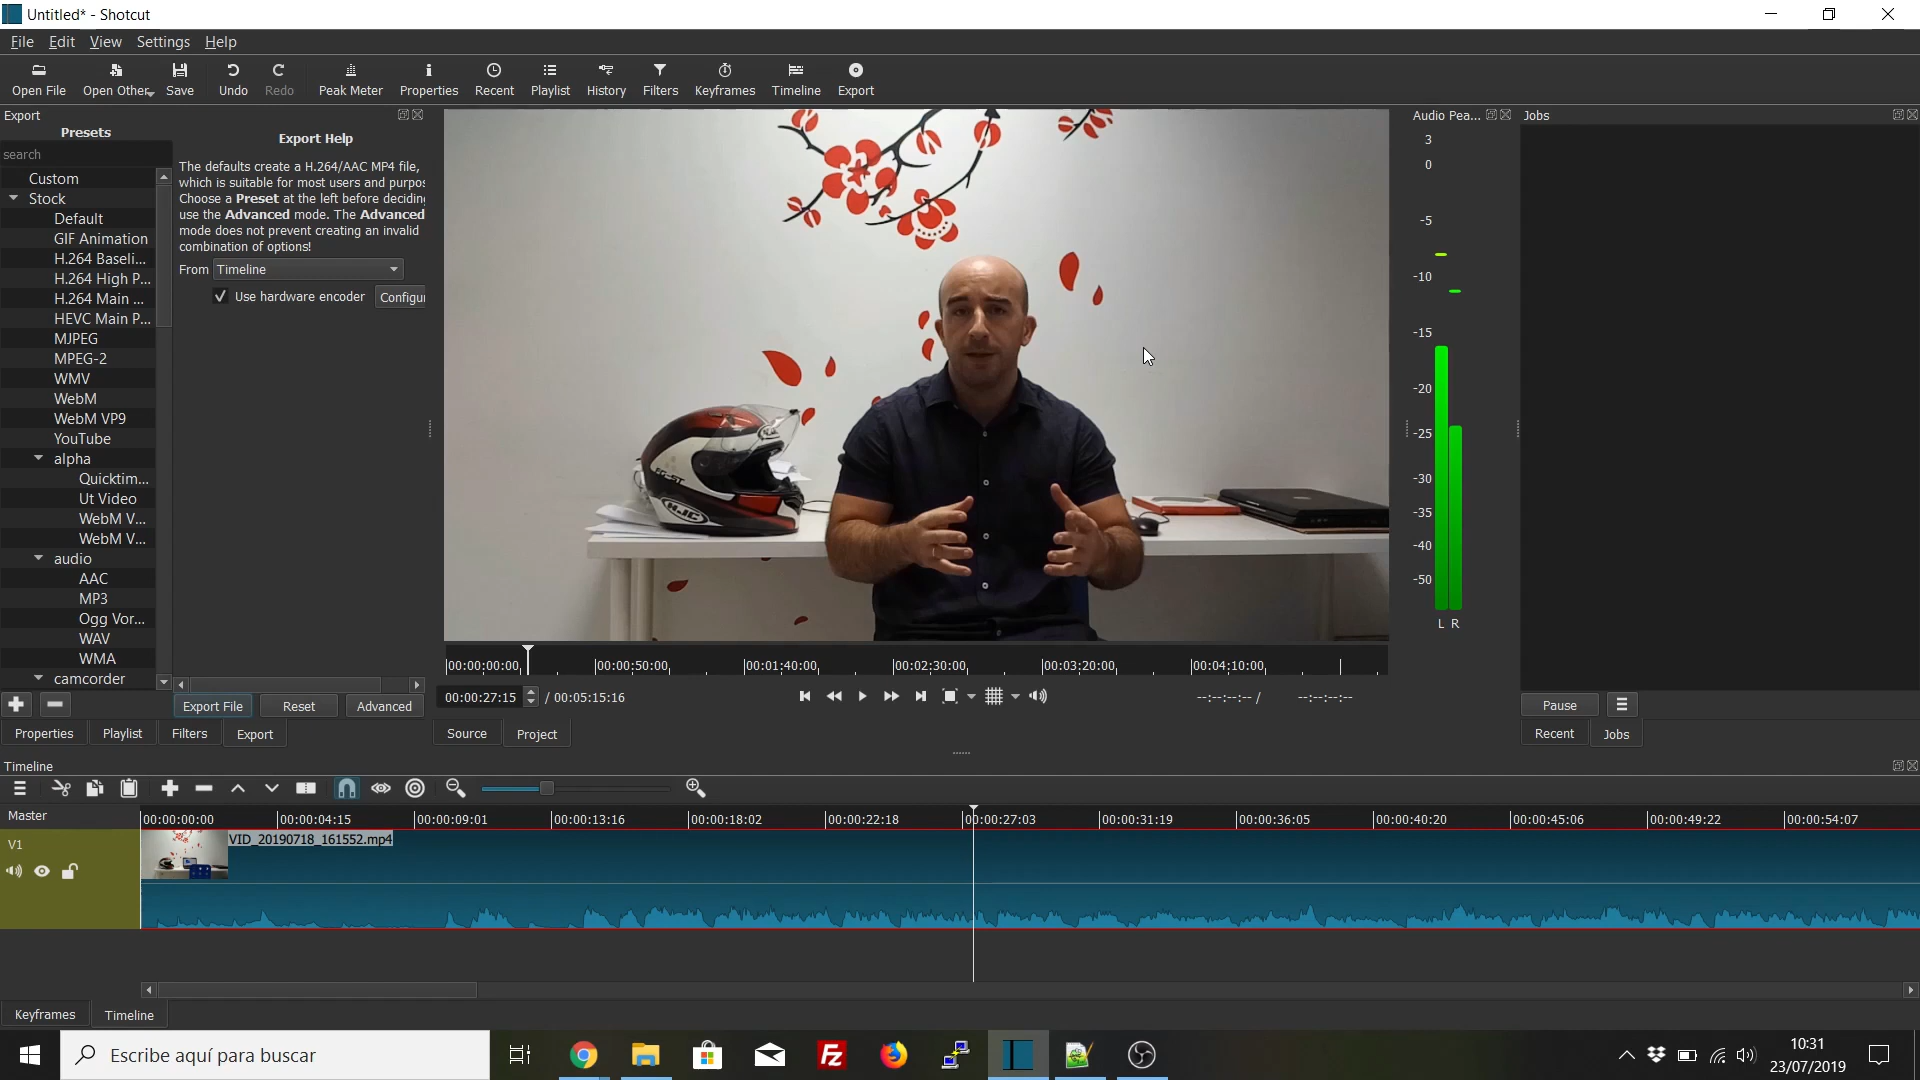 Untitled* - Shotcut
File Edit View Settings Help
Open File Open Other Save Undo Redo Peak Meter Properties Recent Playlist History Filters Keyframes Timeline Export
Export
Presets
search
Custom
Stock
Default
GIF Animation
H.264 Baseli...
H.264 High P...
H.264 Main ...
HEVC Main P...
MJPEG
MPEG-2
WMV
WebM
WebM VP9
YouTube
alpha
Quicktim...
Ut Video
WebM V...
WebM V...
audio
AAC
MP3
Ogg Vor...
WAV
WMA
camcorder
Export Help
The defaults create a H.264/AAC MP4 file,
which is suitable for most users and purpos
Choose a Preset at the left before deciding
use the Advanced mode. The Advanced
mode does not prevent creating an invalid
combination of options!
From Timeline
Use hardware encoder Configur
Export File Reset Advanced
Properties Playlist Filters Export
HJC
00:00:00:00 00:00:50:00 00:01:40:00 00:02:30:00 00:03:20:00 00:04:10:00
00:00:27:15 / 00:05:15:16 --:--:--:-- / --:--:--:--
Source Project
Audio Pea...
3
0
-5
-10
-15
-20
-25
-30
-35
-40
-50
L R
Jobs
Pause
Recent Jobs
Timeline
Master 00:00:00:00 00:00:04:15 00:00:09:01 00:00:13:16 00:00:18:02 00:00:22:18 00:00:27:03 00:00:31:19 00:00:36:05 00:00:40:20 00:00:45:06 00:00:49:22 00:00:54:07
V1 VID_20190718_161552.mp4
Keyframes Timeline
Escribe aquí para buscar
Fz
10:31
23/07/2019